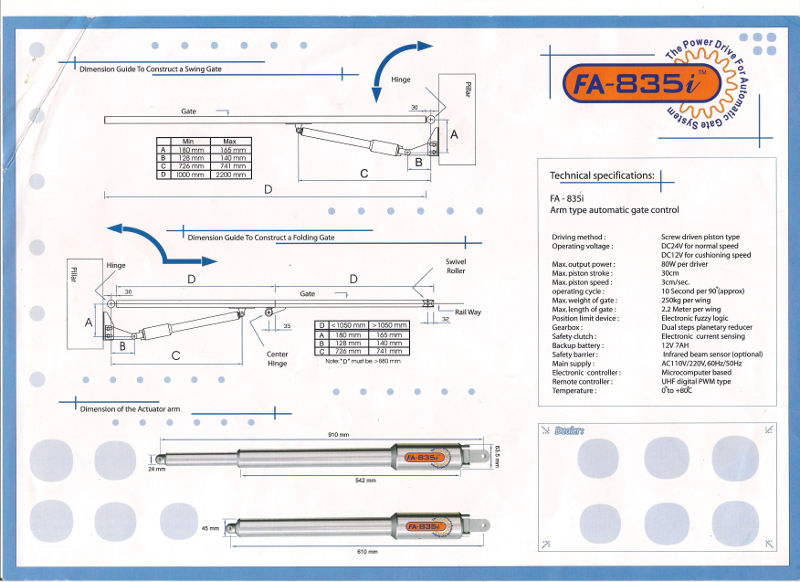 Dimension Guide To Construct a Swing Gate
Hinge
Pillar
Gate
30
A
B
C
D
Min Max
A 180 mm 165 mm
B 128 mm 140 mm
C 726 mm 741 mm
D 1000 mm 2200 mm
Dimension Guide To Construct a Folding Gate
Pillar
Hinge
Swivel
Roller
D D
Gate
30
Rail Way
A
B
C
35
32
Center
Hinge
D <1050 mm >1050 mm
A 180 mm 165 mm
B 128 mm 140 mm
C 726 mm 741 mm
Note: "D" must be >880 mm
Dimension of the Actuator arm
910 mm
24 mm
FA-835i
63,5 mm
542 mm
45 mm
FA-835i
610 mm
The Power Drive For Automatic Gate System
FA-835i™
Technical specifications:
FA - 835i
Arm type automatic gate control
Driving method : Screw driven piston type
Operating voltage : DC24V for normal speed
DC12V for cushioning speed
Max. output power : 80W per driver
Max. piston stroke : 30cm
Max. piston speed : 3cm/sec.
operating cycle : 10 Second per 90°(approx)
Max. weight of gate : 250kg per wing
Max. length of gate : 2.2 Meter per wing
Position limit device : Electronic fuzzy logic
Gearbox : Dual steps planetary reducer
Safety clutch : Electronic current sensing
Backup battery : 12V 7AH
Safety barrier : Infrared beam sensor (optional)
Main supply : AC110V/220V, 60Hz/50Hz
Electronic controller : Microcomputer based
Remote controller : UHF digital PWM type
Temperature : 0°to +80°C
Dealers